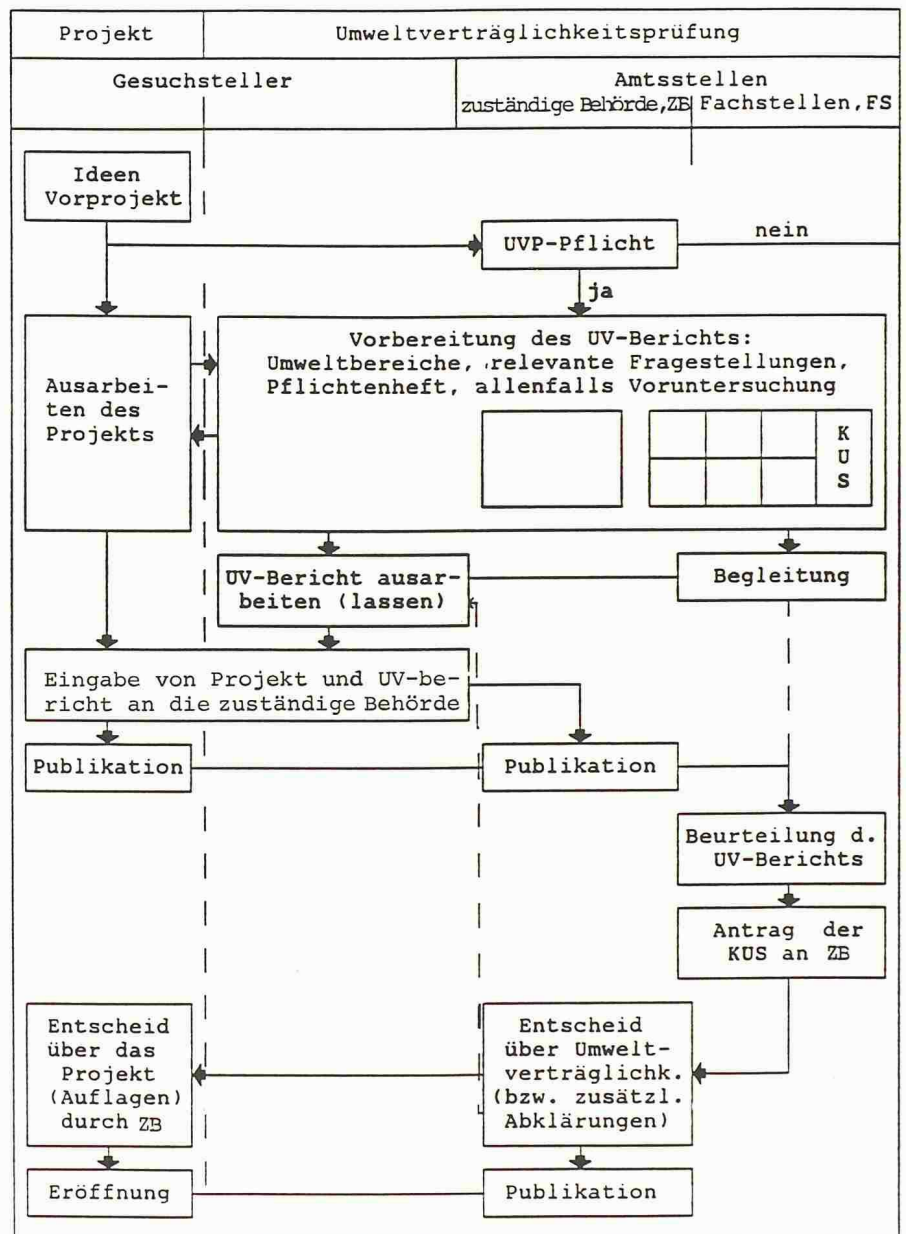 Projekt
Umweltverträglichkeitsprüfung
Gesuchsteller
Amtsstellen
zuständige Behörde,ZB
Fachstellen,FS
Ideen
Vorprojekt
UVP-Pflicht
nein
ja
Ausarbei-
ten des
Projekts
Vorbereitung des UV-Berichts:
Umweltbereiche, relevante Fragestellungen,
Pflichtenheft, allenfalls Voruntersuchung
K
U
S
UV-Bericht ausar-
beiten (lassen)
Begleitung
Eingabe von Projekt und UV-be-
richt an die zuständige Behörde
Publikation
Publikation
Beurteilung d.
UV-Berichts
Antrag der
KUS an ZB
Entscheid
über das
Projekt
(Auflagen)
durch ZB
Entscheid
über Umwelt-
verträglichk.
(bzw. zusätzl.
Abklärungen)
Eröffnung
Publikation